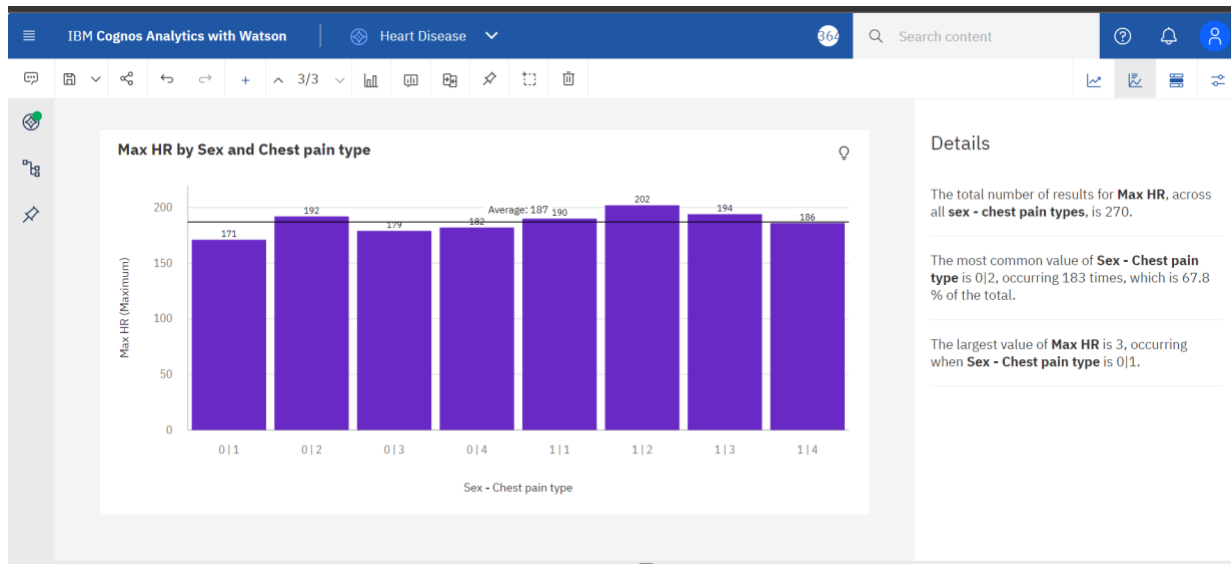 IBM Cognos Analytics with Watson
Heart Disease
364
Search content
3/3
Max HR by Sex and Chest pain type
Max HR (Maximum)
200
150
100
50
0
171
192
179
182
Average: 187
190
202
194
186
0|1
0|2
0|3
0|4
1|1
1|2
1|3
1|4
Sex - Chest pain type
Details
The total number of results for Max HR, across
all sex - chest pain types, is 270.
The most common value of Sex - Chest pain
type is 0|2, occurring 183 times, which is 67.8
% of the total.
The largest value of Max HR is 3, occurring
when Sex - Chest pain type is 0|1.